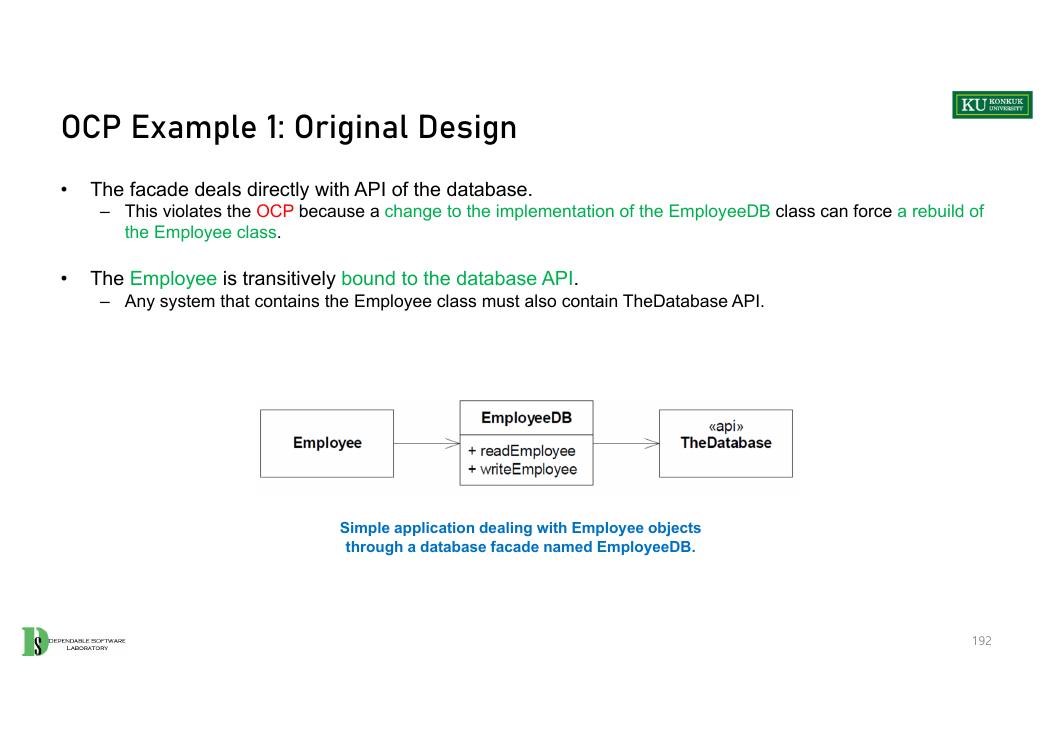 KU KONKUK
UNIVERSITY
OCP Example 1: Original Design
• The facade deals directly with API of the database.
– This violates the OCP because a change to the implementation of the EmployeeDB class can force a rebuild of
the Employee class.
• The Employee is transitively bound to the database API.
– Any system that contains the Employee class must also contain TheDatabase API.
Employee
EmployeeDB
+ readEmployee
+ writeEmployee
«api»
TheDatabase
Simple application dealing with Employee objects
through a database facade named EmployeeDB.
DS DEPENDABLE SOFTWARE
LABORATORY
192